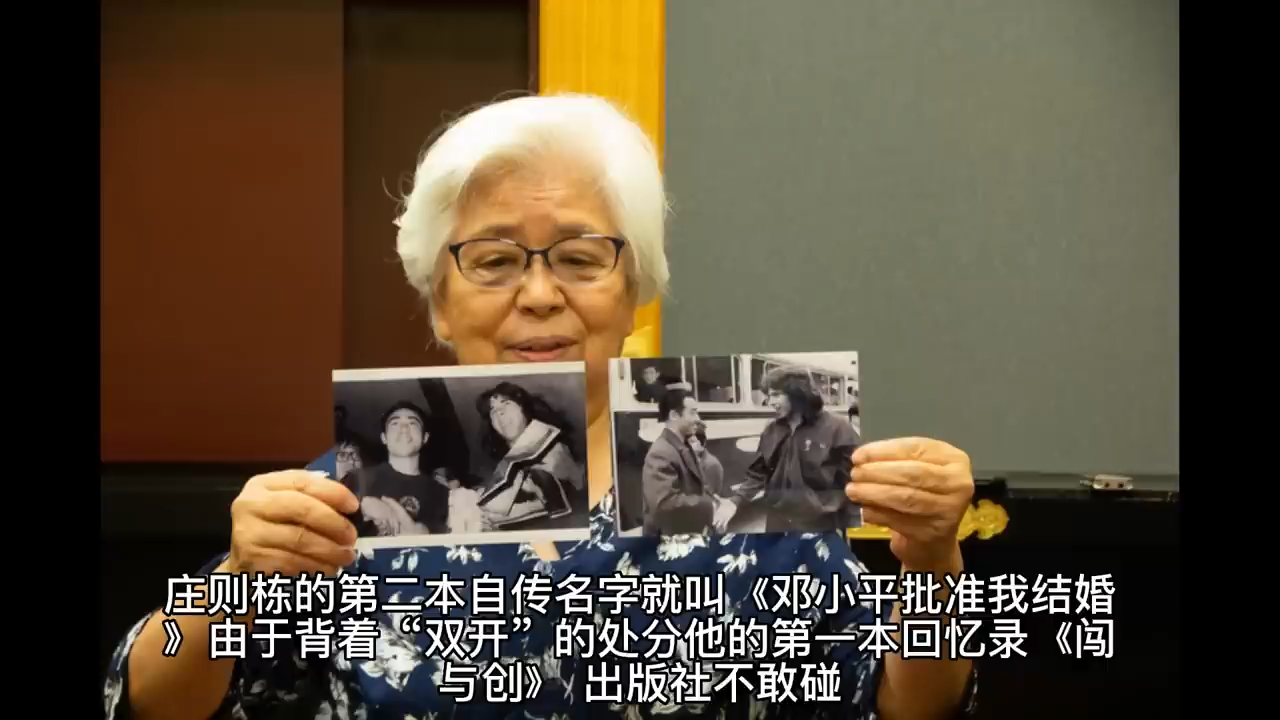 庄则栋的第二本自传名字就叫《邓小平批准我结婚
》由于背着“双开”的处分他的第一本回忆录《闯
与创》 出版社不敢碰